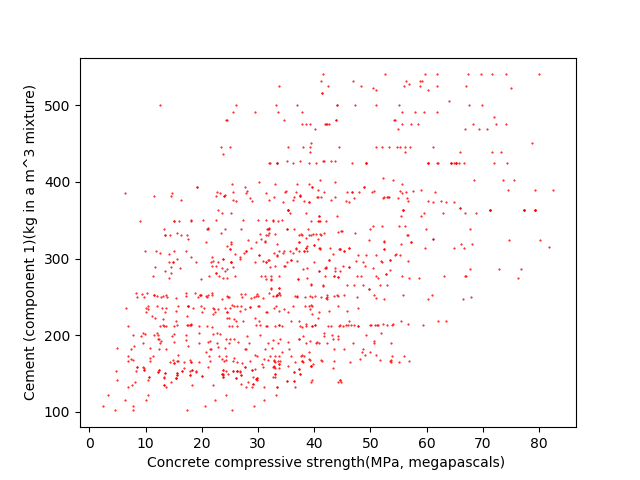 500
400
300
200
100
Cement (component 1)(kg in a m^3 mixture)
0 10 20 30 40 50 60 70 80
Concrete compressive strength(MPa, megapascals)